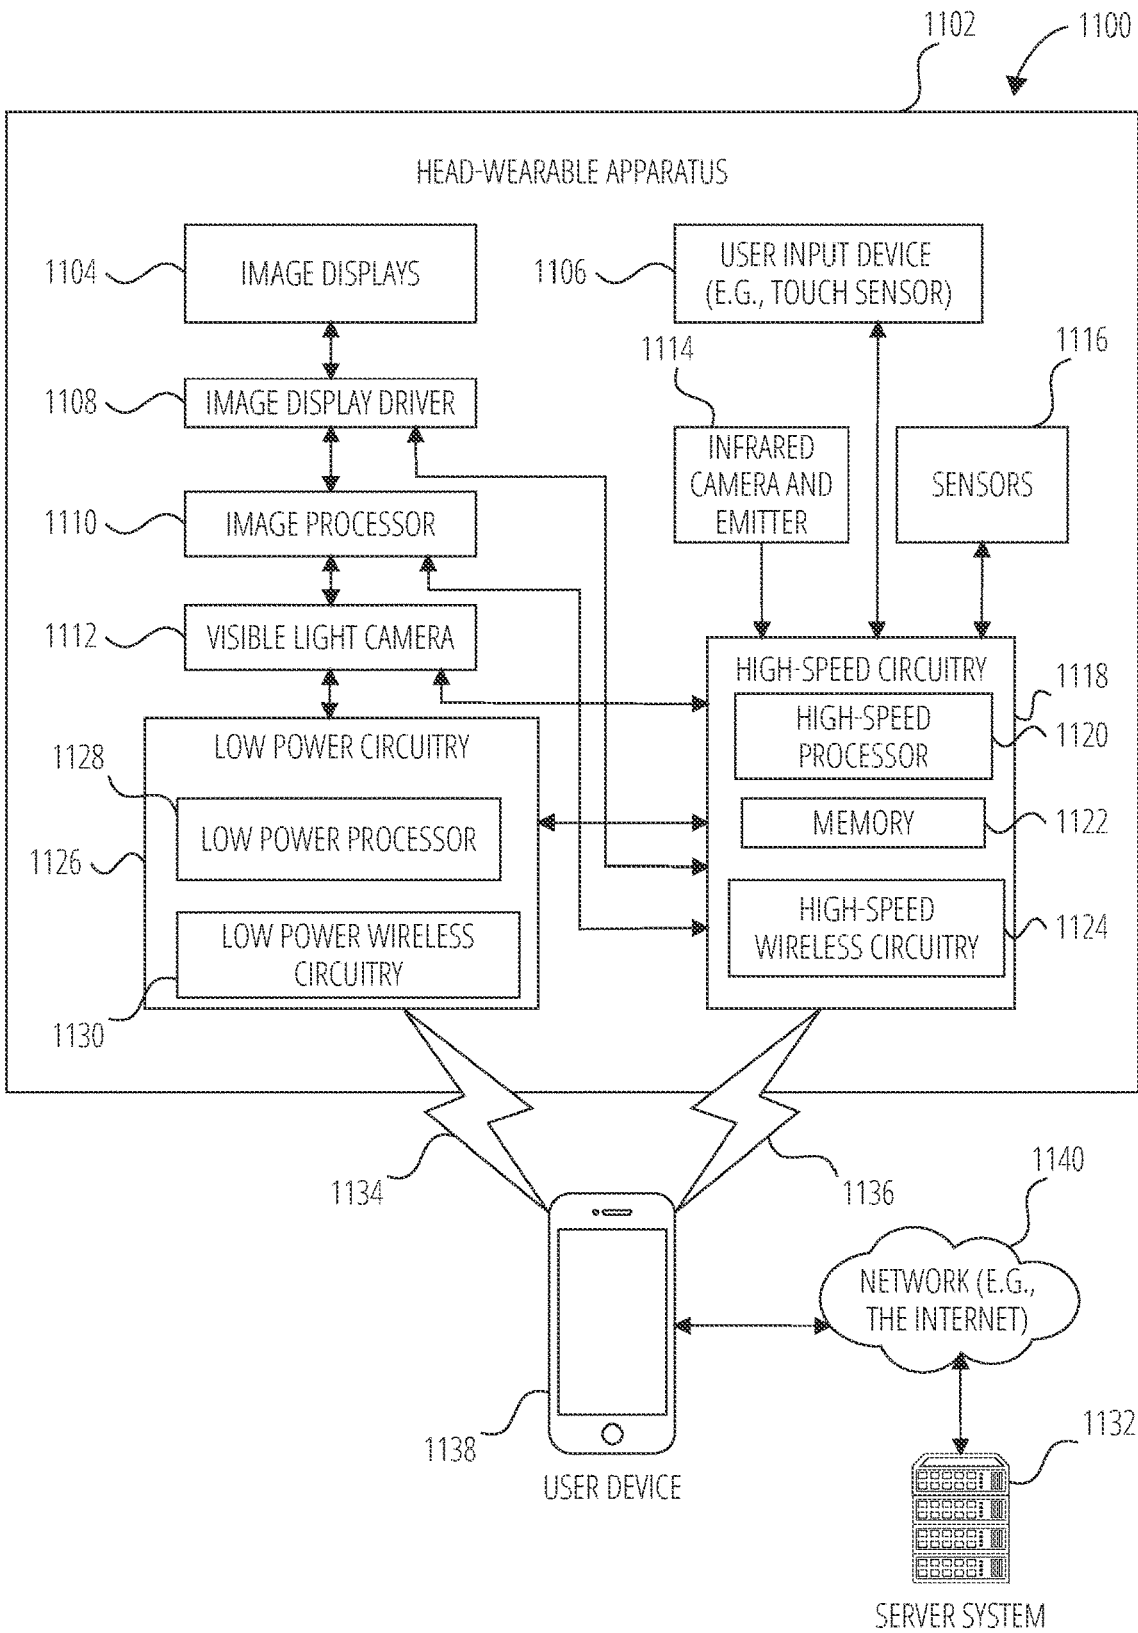 1102
1100
HEAD-WEARABLE APPARATUS
1104
IMAGE DISPLAYS
1106
USER INPUT DEVICE
(E.G., TOUCH SENSOR)
1114
1116
1108
IMAGE DISPLAY DRIVER
INFRARED
CAMERA AND
EMITTER
SENSORS
1110
IMAGE PROCESSOR
1112
VISIBLE LIGHT CAMERA
HIGH-SPEED CIRCUITRY
1118
HIGH-SPEED
PROCESSOR
1120
LOW POWER CIRCUITRY
1128
LOW POWER PROCESSOR
MEMORY
1122
1126
LOW POWER WIRELESS
CIRCUITRY
HIGH-SPEED
WIRELESS CIRCUITRY
1124
1130
1134
1136
1140
NETWORK (E.G.,
THE INTERNET)
1138
USER DEVICE
1132
SERVER SYSTEM